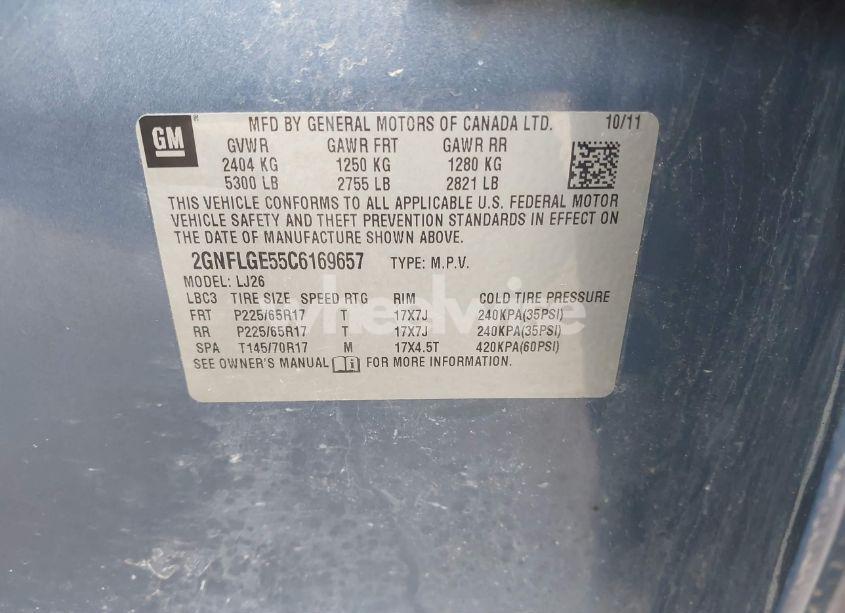 GM
MFD BY GENERAL MOTORS OF CANADA LTD. 10/11
GVWR GAWR FRT GAWR RR
2404 KG 1250 KG 1280 KG
5300 LB 2755 LB 2821 LB
THIS VEHICLE CONFORMS TO ALL APPLICABLE U.S. FEDERAL MOTOR
VEHICLE SAFETY AND THEFT PREVENTION STANDARDS IN EFFECT ON
THE DATE OF MANUFACTURE SHOWN ABOVE.
2GNFLGE55C6169657 TYPE: M.P.V.
MODEL: LJ26
LBC3 TIRE SIZE SPEED RTG RIM COLD TIRE PRESSURE
FRT P225/65R17 T 17X7J 240KPA(35PSI)
RR P225/65R17 T 17X7J 240KPA(35PSI)
SPA T145/70R17 M 17X4.5T 420KPA(60PSI)
SEE OWNER'S MANUAL FOR MORE INFORMATION.